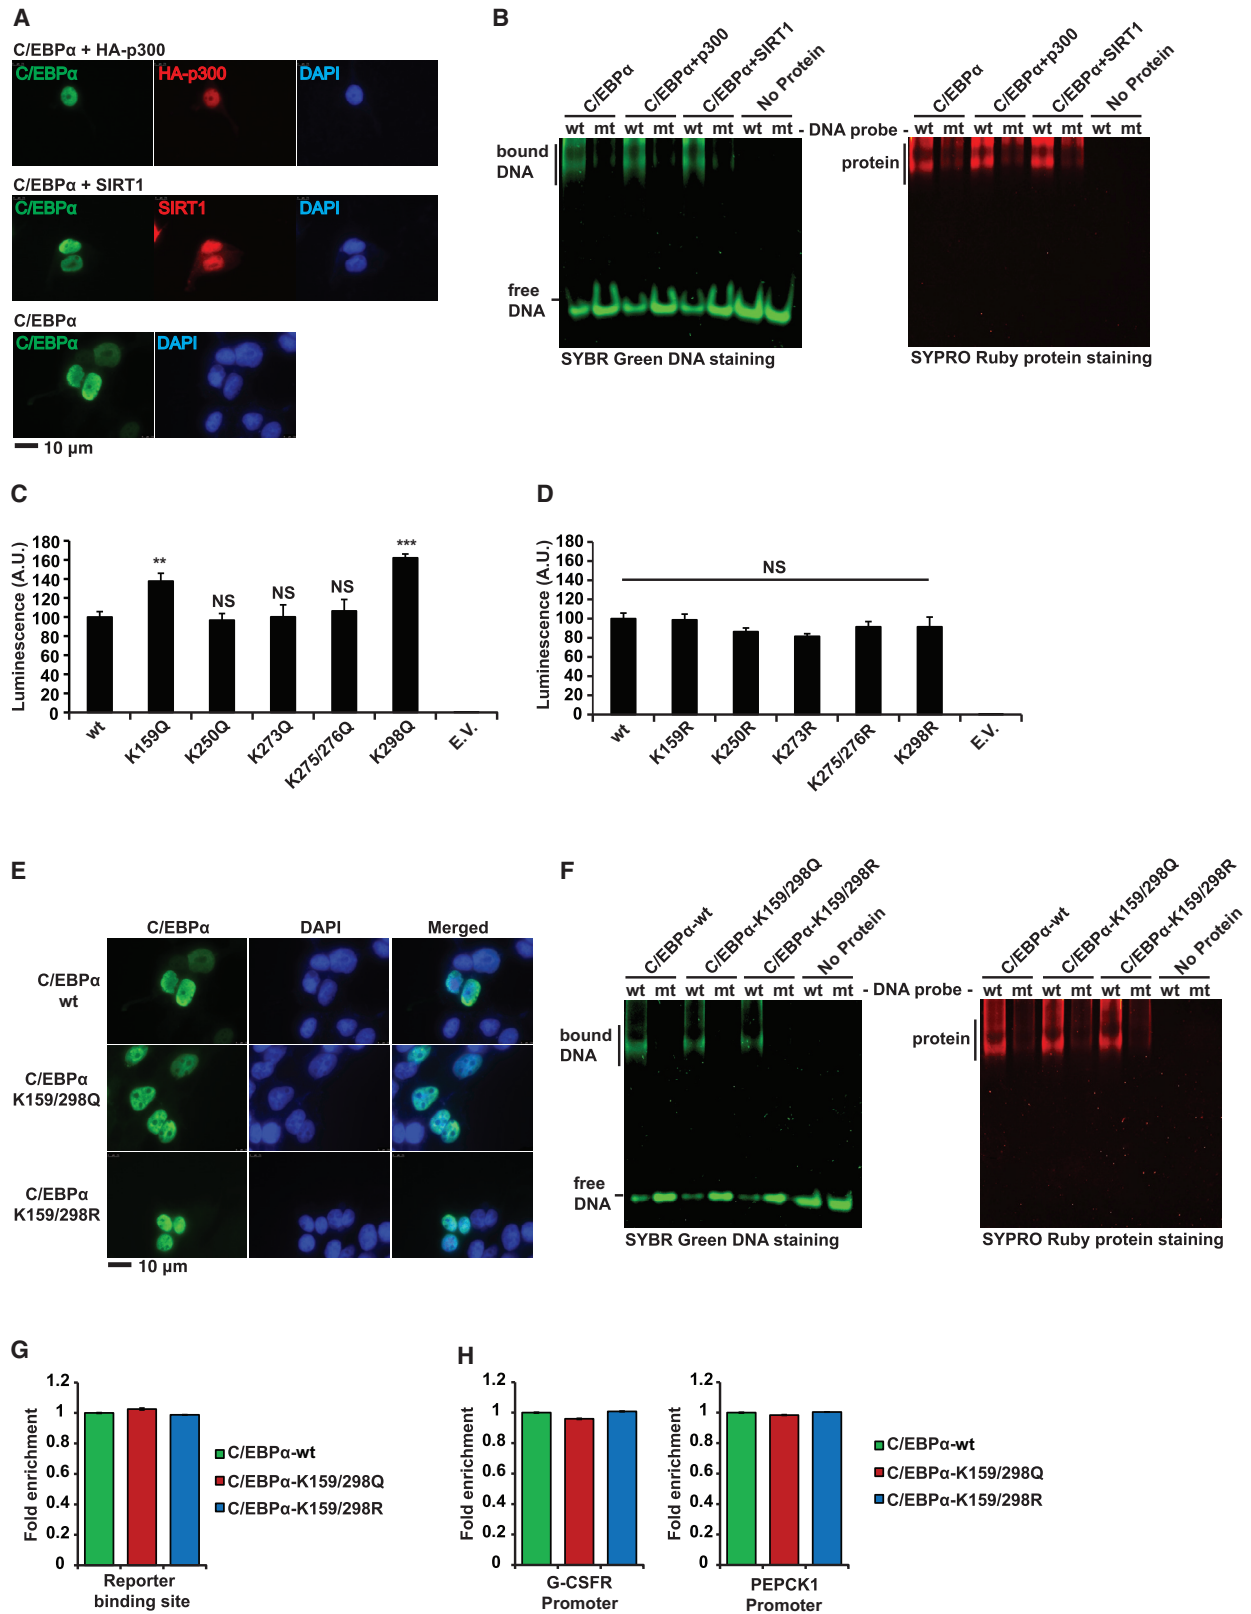 A
C/EBPα + HA-p300
C/EBPα
HA-p300
DAPI
C/EBPα + SIRT1
C/EBPα
SIRT1
DAPI
C/EBPα
C/EBPα
DAPI
10 µm
B
C/EBPα
C/EBPα+p300
C/EBPα+SIRT1
No Protein
wt mt wt mt wt mt wt mt
- DNA probe -
C/EBPα
C/EBPα+p300
C/EBPα+SIRT1
No Protein
wt mt wt mt wt mt wt mt
bound
DNA
free
DNA
protein
SYBR Green DNA staining
SYPRO Ruby protein staining
C
Luminescence (A.U.)
180
160
140
120
100
80
60
40
20
0
**
NS
NS
NS
***
wt
K159Q
K250Q
K273Q
K275/276Q
K298Q
E.V.
D
Luminescence (A.U.)
180
160
140
120
100
80
60
40
20
0
NS
wt
K159R
K250R
K273R
K275/276R
K298R
E.V.
E
C/EBPα
DAPI
Merged
C/EBPα
wt
C/EBPα
K159/298Q
C/EBPα
K159/298R
10 µm
F
C/EBPα-wt
C/EBPα-K159/298Q
C/EBPα-K159/298R
No Protein
wt mt wt mt wt mt wt mt
- DNA probe -
C/EBPα-wt
C/EBPα-K159/298Q
C/EBPα-K159/298R
No Protein
wt mt wt mt wt mt wt mt
bound
DNA
free
DNA
protein
SYBR Green DNA staining
SYPRO Ruby protein staining
G
Fold enrichment
1.2
1
0.8
0.6
0.4
0.2
0
Reporter
binding site
C/EBPα-wt
C/EBPα-K159/298Q
C/EBPα-K159/298R
H
Fold enrichment
1.2
1
0.8
0.6
0.4
0.2
0
G-CSFR
Promoter
Fold enrichment
1.2
1
0.8
0.6
0.4
0.2
0
PEPCK1
Promoter
C/EBPα-wt
C/EBPα-K159/298Q
C/EBPα-K159/298R